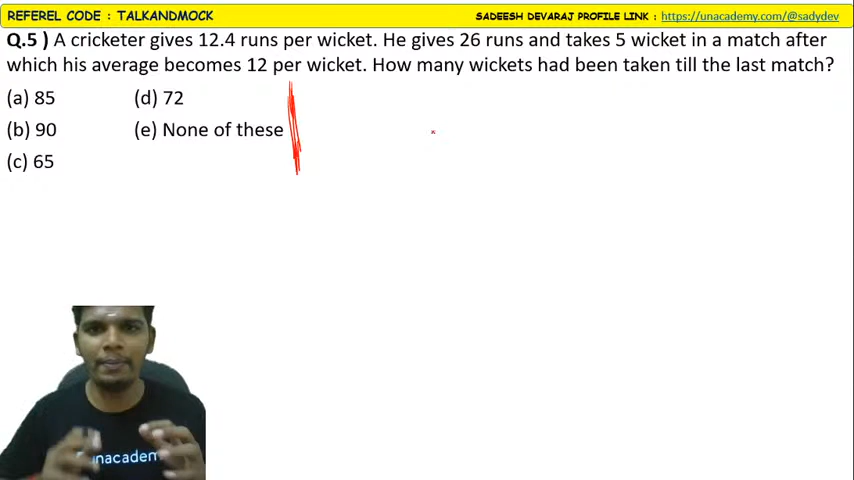 REFEREL CODE : TALKANDMOCK
SADEESH DEVARAJ PROFILE LINK : https://unacademy.com/@sadydev
Q.5 ) A cricketer gives 12.4 runs per wicket. He gives 26 runs and takes 5 wicket in a match after
which his average becomes 12 per wicket. How many wickets had been taken till the last match?
(a) 85 (d) 72
(b) 90 (e) None of these
(c) 65
unacadem